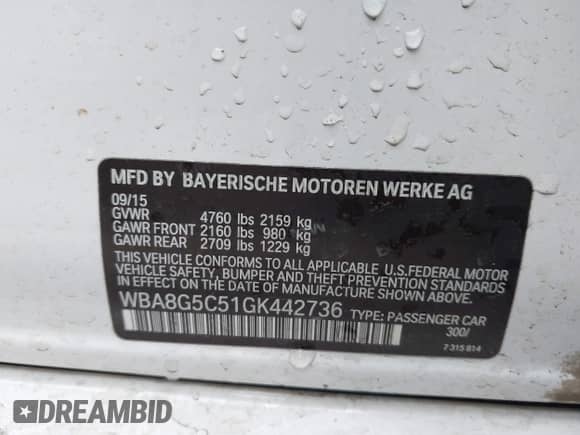 MFD BY BAYERISCHE MOTOREN WERKE AG
09/15
GVWR 4760 lbs 2159 kg
GAWR FRONT 2160 lbs 980 kg
GAWR REAR 2709 lbs 1229 kg
THIS VEHICLE CONFORMS TO ALL APPLICABLE U.S.FEDERAL MOTOR
VEHICLE SAFETY, BUMPER AND THEFT PREVENTION STANDARDS
IN EFFECT ON THE DATE OF MANUFACTURE SHOWN ABOVE.
WBA8G5C51GK442736 TYPE: PASSENGER CAR
300/
7 315 814
DREAMBID